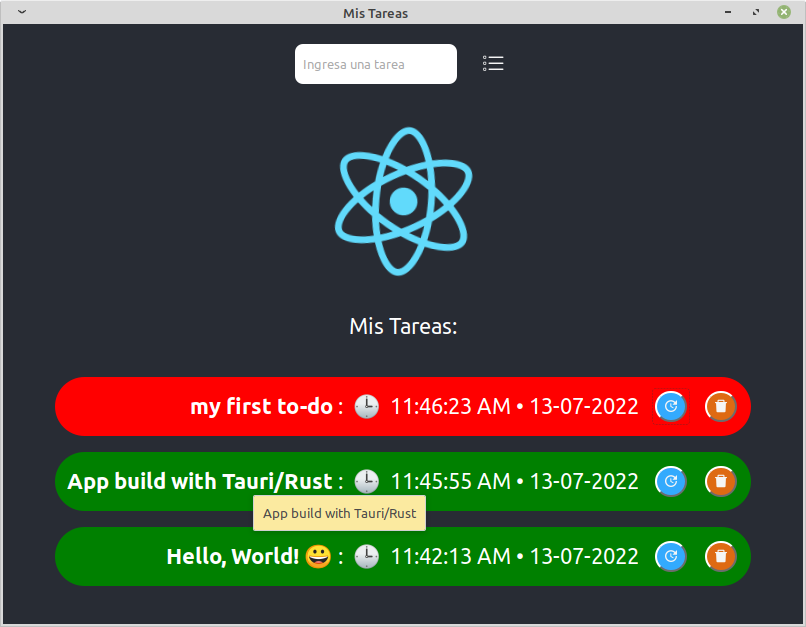 Mis Tareas
Ingresa una tarea
Mis Tareas:
my first to-do : 🕒 11:46:23 AM • 13-07-2022
App build with Tauri/Rust : 🕒 11:45:55 AM • 13-07-2022
App build with Tauri/Rust
Hello, World! 😀 : 🕒 11:42:13 AM • 13-07-2022